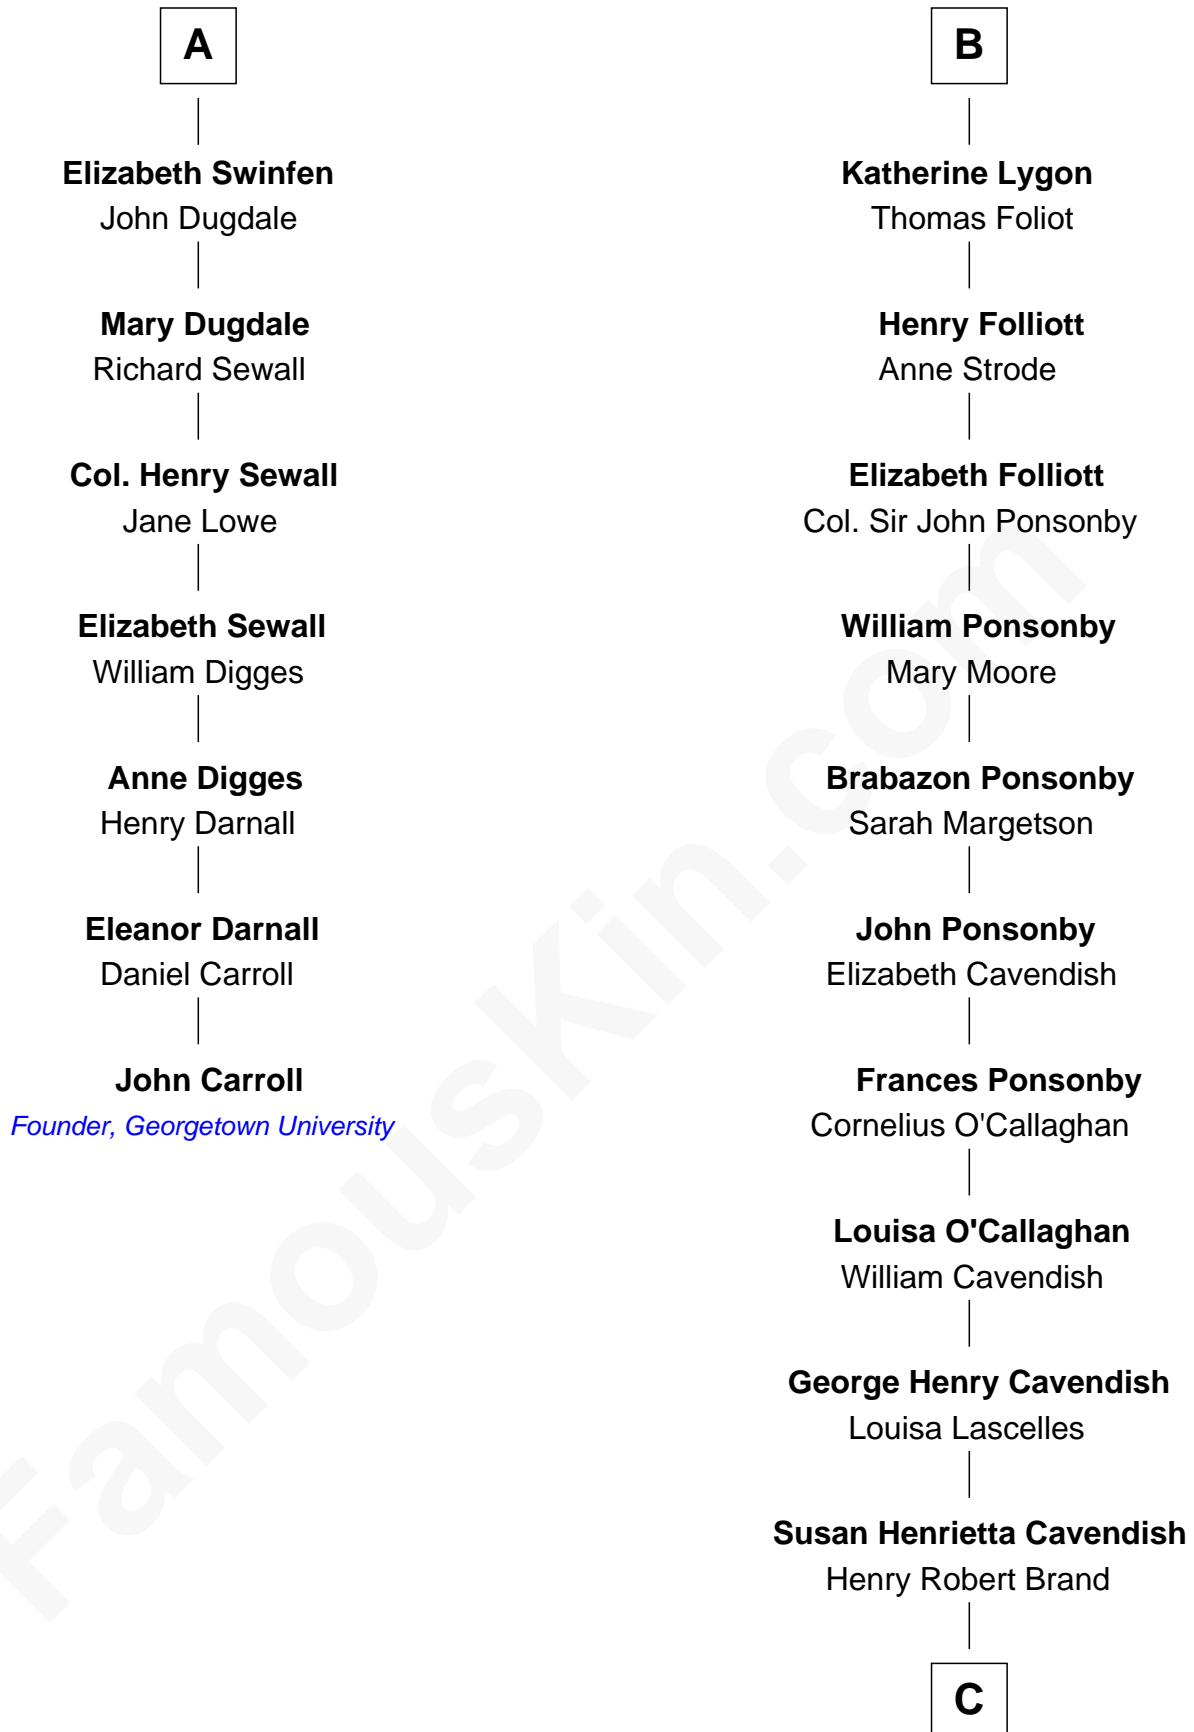 A
Elizabeth Swinfen
John Dugdale
Mary Dugdale
Richard Sewall
Col. Henry Sewall
Jane Lowe
Elizabeth Sewall
William Digges
Anne Digges
Henry Darnall
Eleanor Darnall
Daniel Carroll
John Carroll
Founder, Georgetown University
B
Katherine Lygon
Thomas Foliot
Henry Folliott
Anne Strode
Elizabeth Folliott
Col. Sir John Ponsonby
William Ponsonby
Mary Moore
Brabazon Ponsonby
Sarah Margetson
John Ponsonby
Elizabeth Cavendish
Frances Ponsonby
Cornelius O'Callaghan
Louisa O'Callaghan
William Cavendish
George Henry Cavendish
Louisa Lascelles
Susan Henrietta Cavendish
Henry Robert Brand
C
FamousKin.com